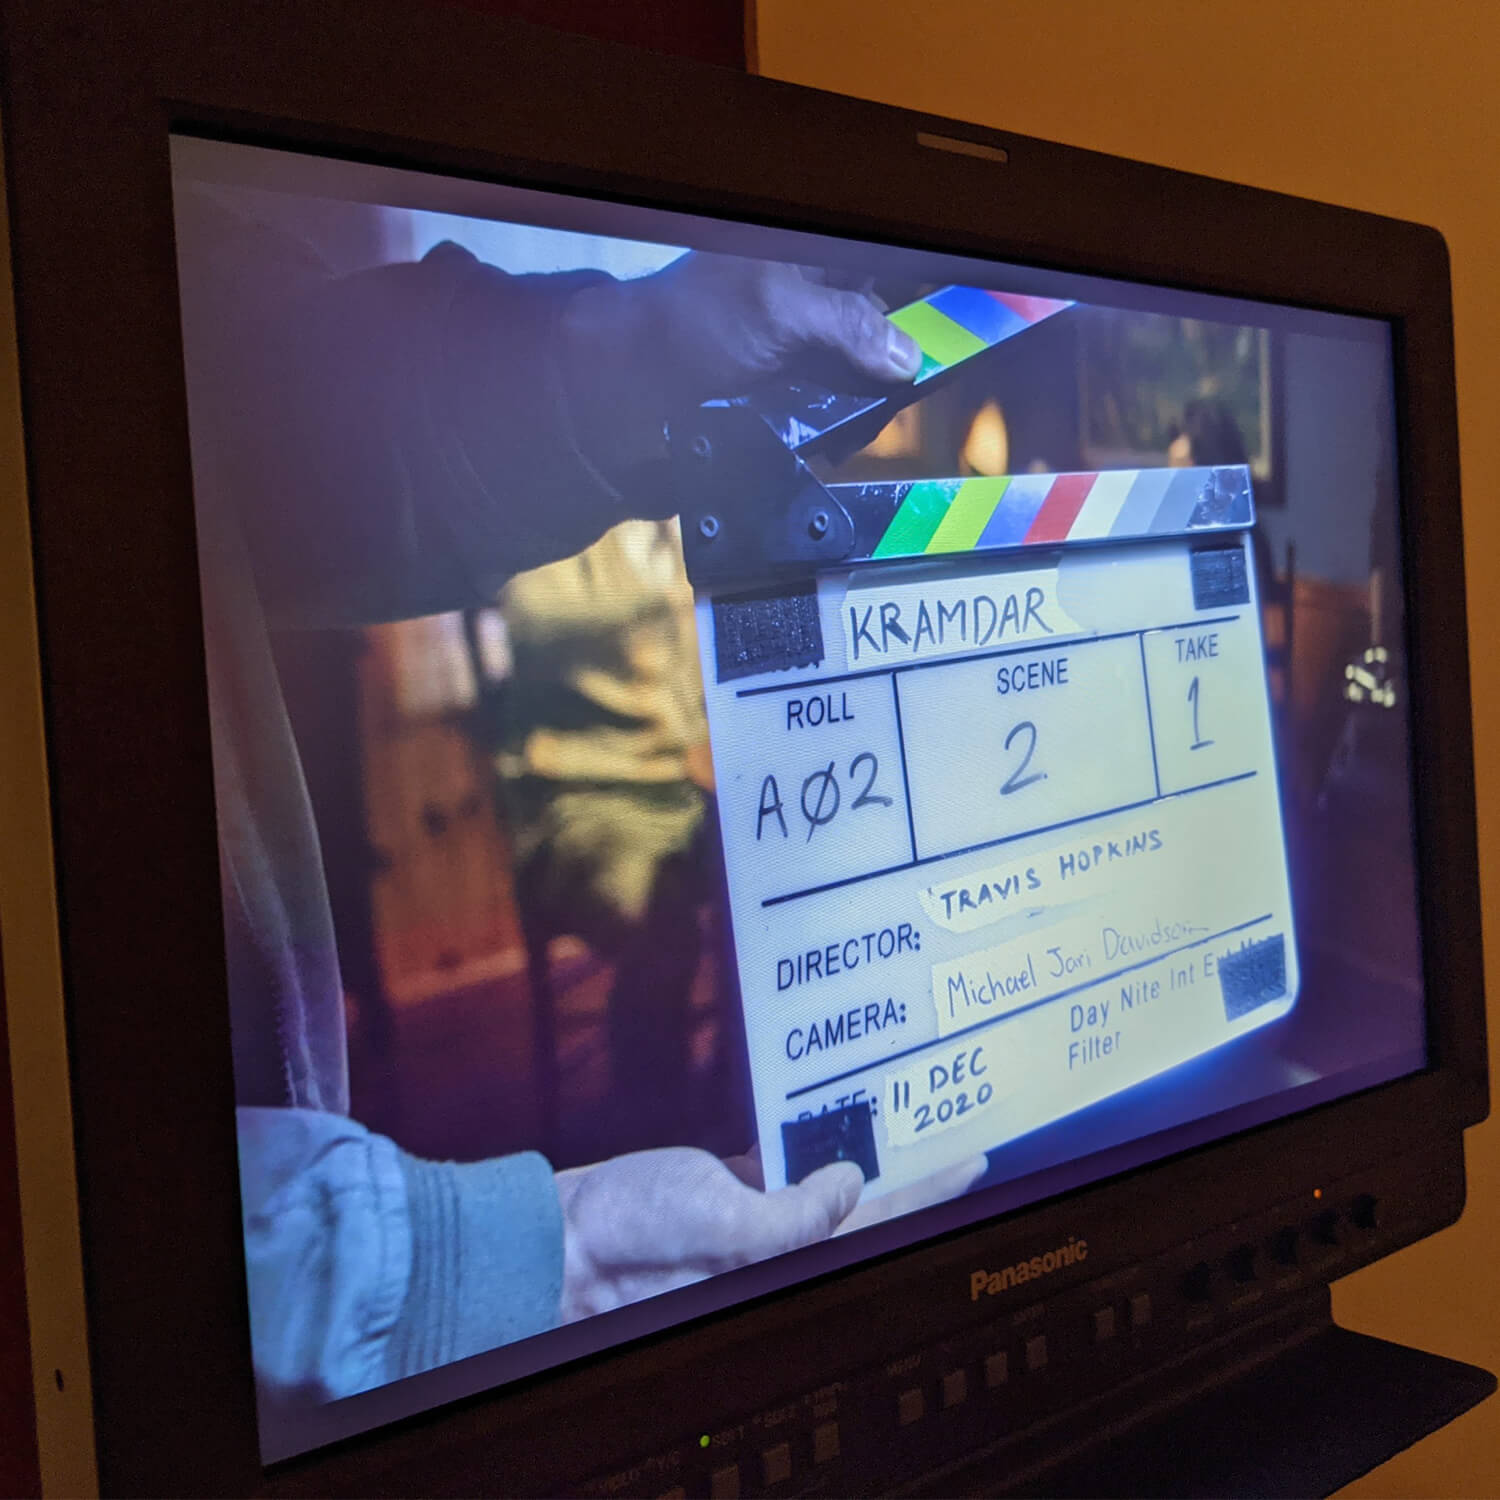 KRAMDAR
ROLL
SCENE
TAKE
AØ2
2
1
DIRECTOR: TRAVIS HOPKINS
CAMERA: Michael Jari Davidson
DATE: 11 DEC 2020
Day Nite Int
Filter
Panasonic